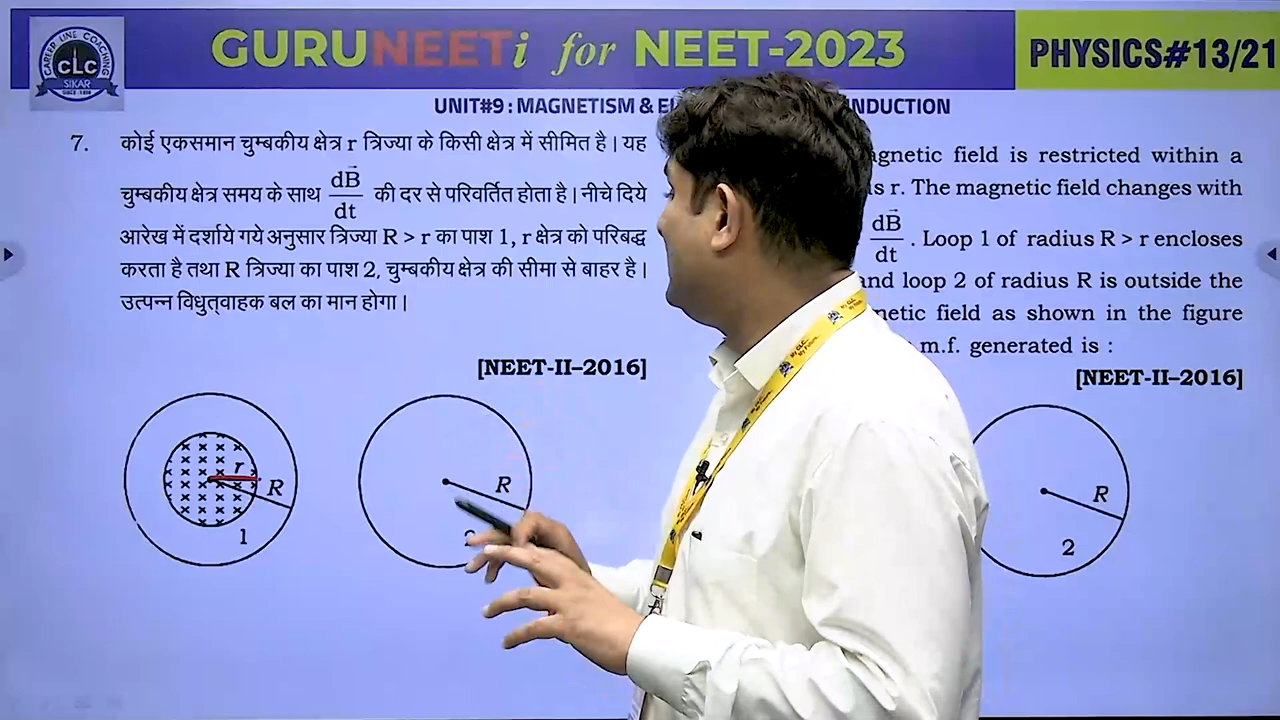 CAREER LINE COACHING
CLC
SIKAR
SINCE : 1996
GURUNEETi for NEET-2023
PHYSICS#13/21
UNIT#9 : MAGNETISM & INDUCTION
7. कोई एकसमान चुम्बकीय क्षेत्र r त्रिज्या के किसी क्षेत्र में सीमित है। यह
चुम्बकीय क्षेत्र समय के साथ dB⃗/dt की दर से परिवर्तित होता है। नीचे दिये
आरेख में दर्शाये गये अनुसार त्रिज्या R > r का पाश 1, r क्षेत्र को परिबद्ध
करता है तथा R त्रिज्या का पाश 2, चुम्बकीय क्षेत्र की सीमा से बाहर है।
उत्पन्न विधुत्वाहक बल का मान होगा।
[NEET-II–2016]
r
R
1
R
agnetic field is restricted within a
s r. The magnetic field changes with
dB⃗/dt . Loop 1 of radius R > r encloses
and loop 2 of radius R is outside the
netic field as shown in the figure
m.f. generated is :
[NEET-II–2016]
R
2